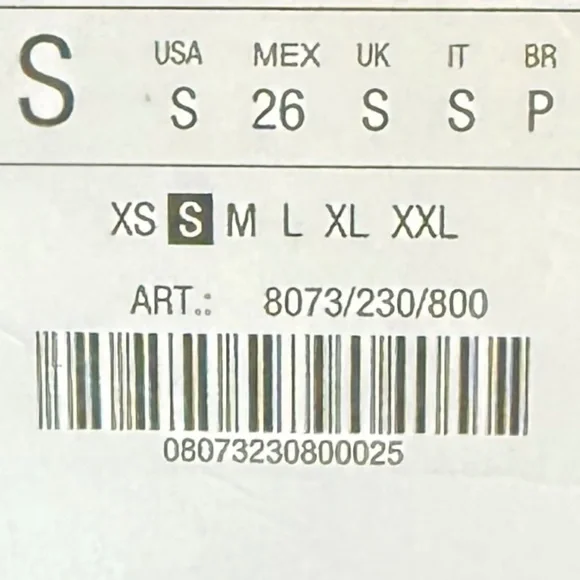 S USA MEX UK IT BR
S 26 S S P
XS S M L XL XXL
ART.: 8073/230/800
08073230800025